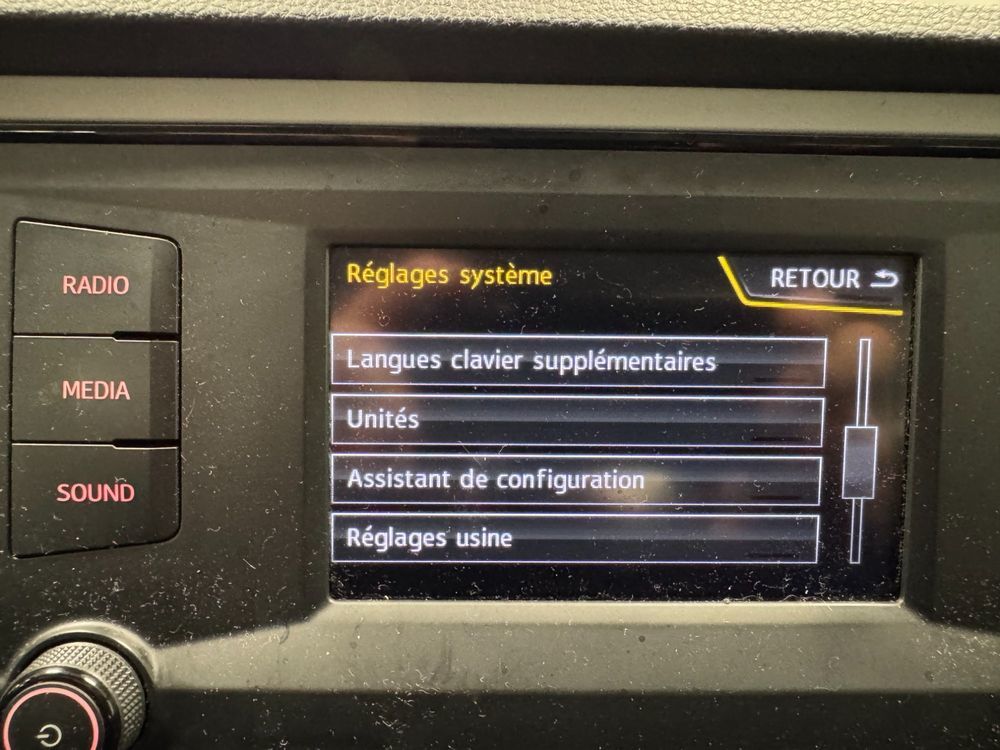 RADIO
MEDIA
SOUND
Réglages système
RETOUR
Langues clavier supplémentaires
Unités
Assistant de configuration
Réglages usine